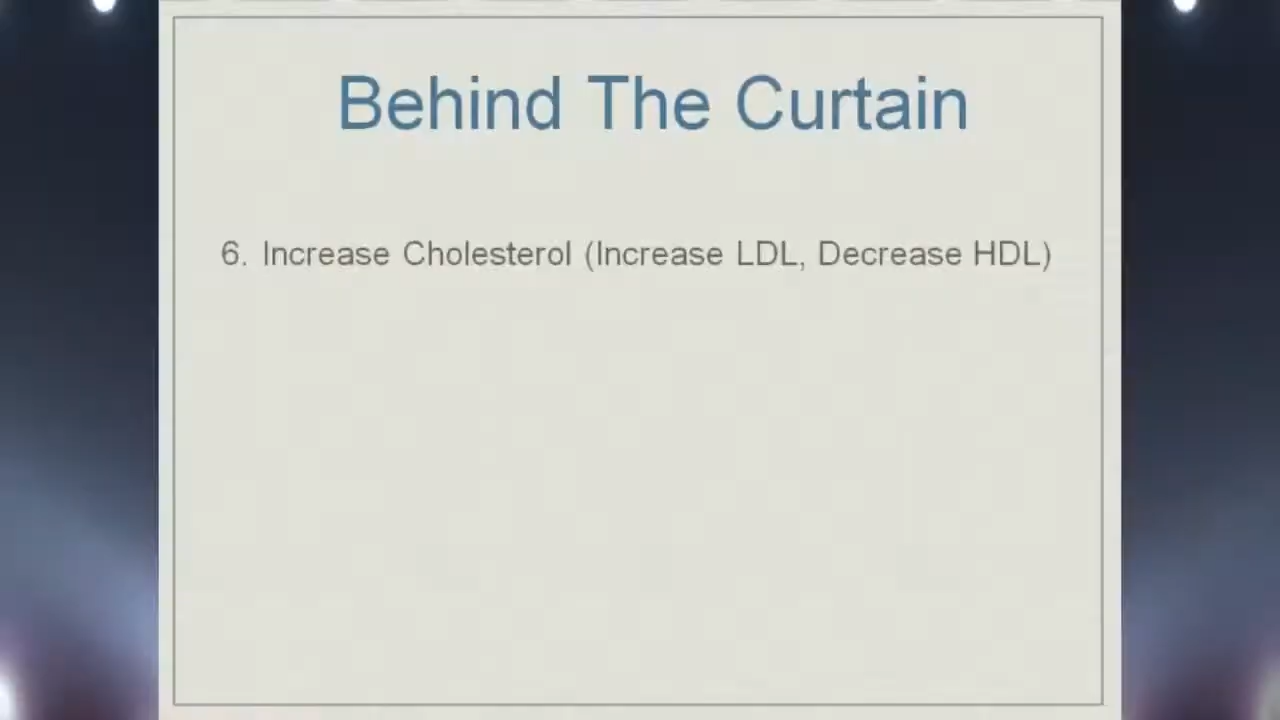 Behind The Curtain
6. Increase Cholesterol (Increase LDL, Decrease HDL)